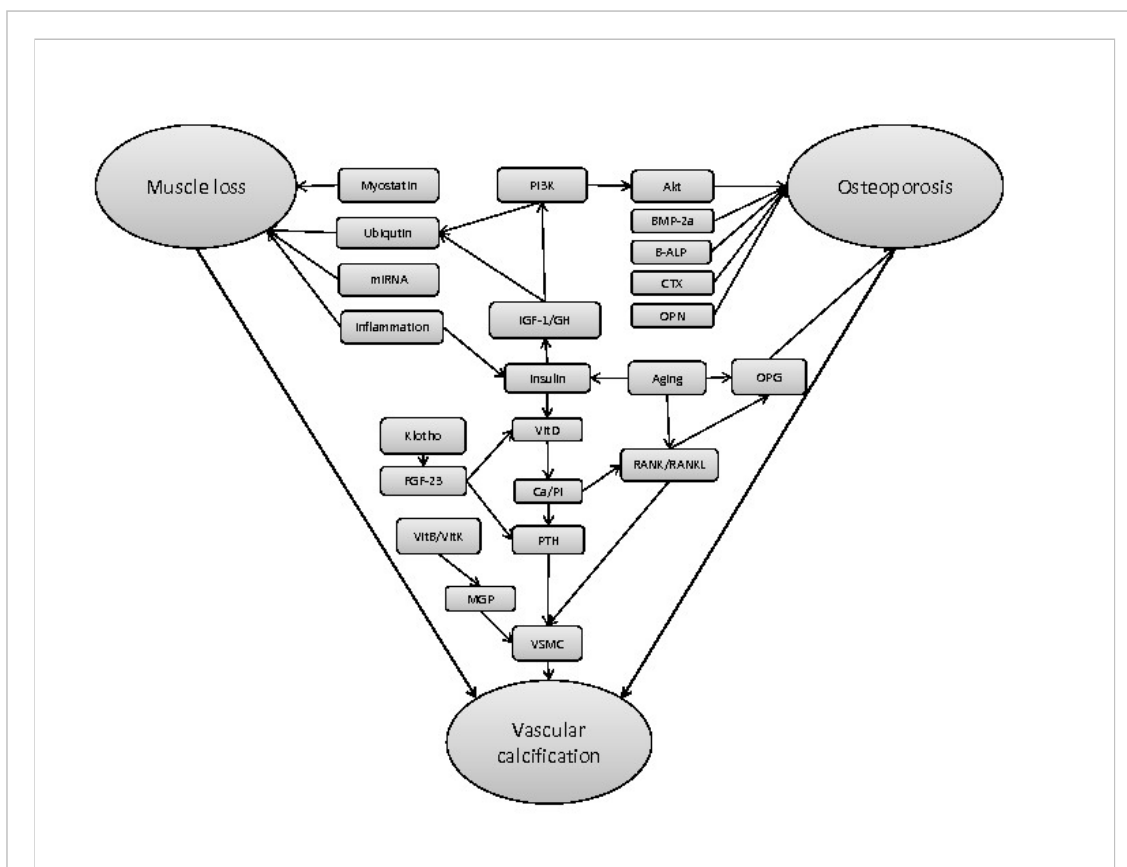 Muscle loss
Myostatin
PI3K
Akt
Osteoporosis
BMP-2a
Ubiqutin
B-ALP
miRNA
CTX
OPN
Inflammation
IGF-1/GH
Insulin
Aging
OPG
VitD
Klotho
RANK/RANKL
FGF-23
Ca/PI
VitB/VitK
PTH
MGP
VSMC
Vascular
calcification